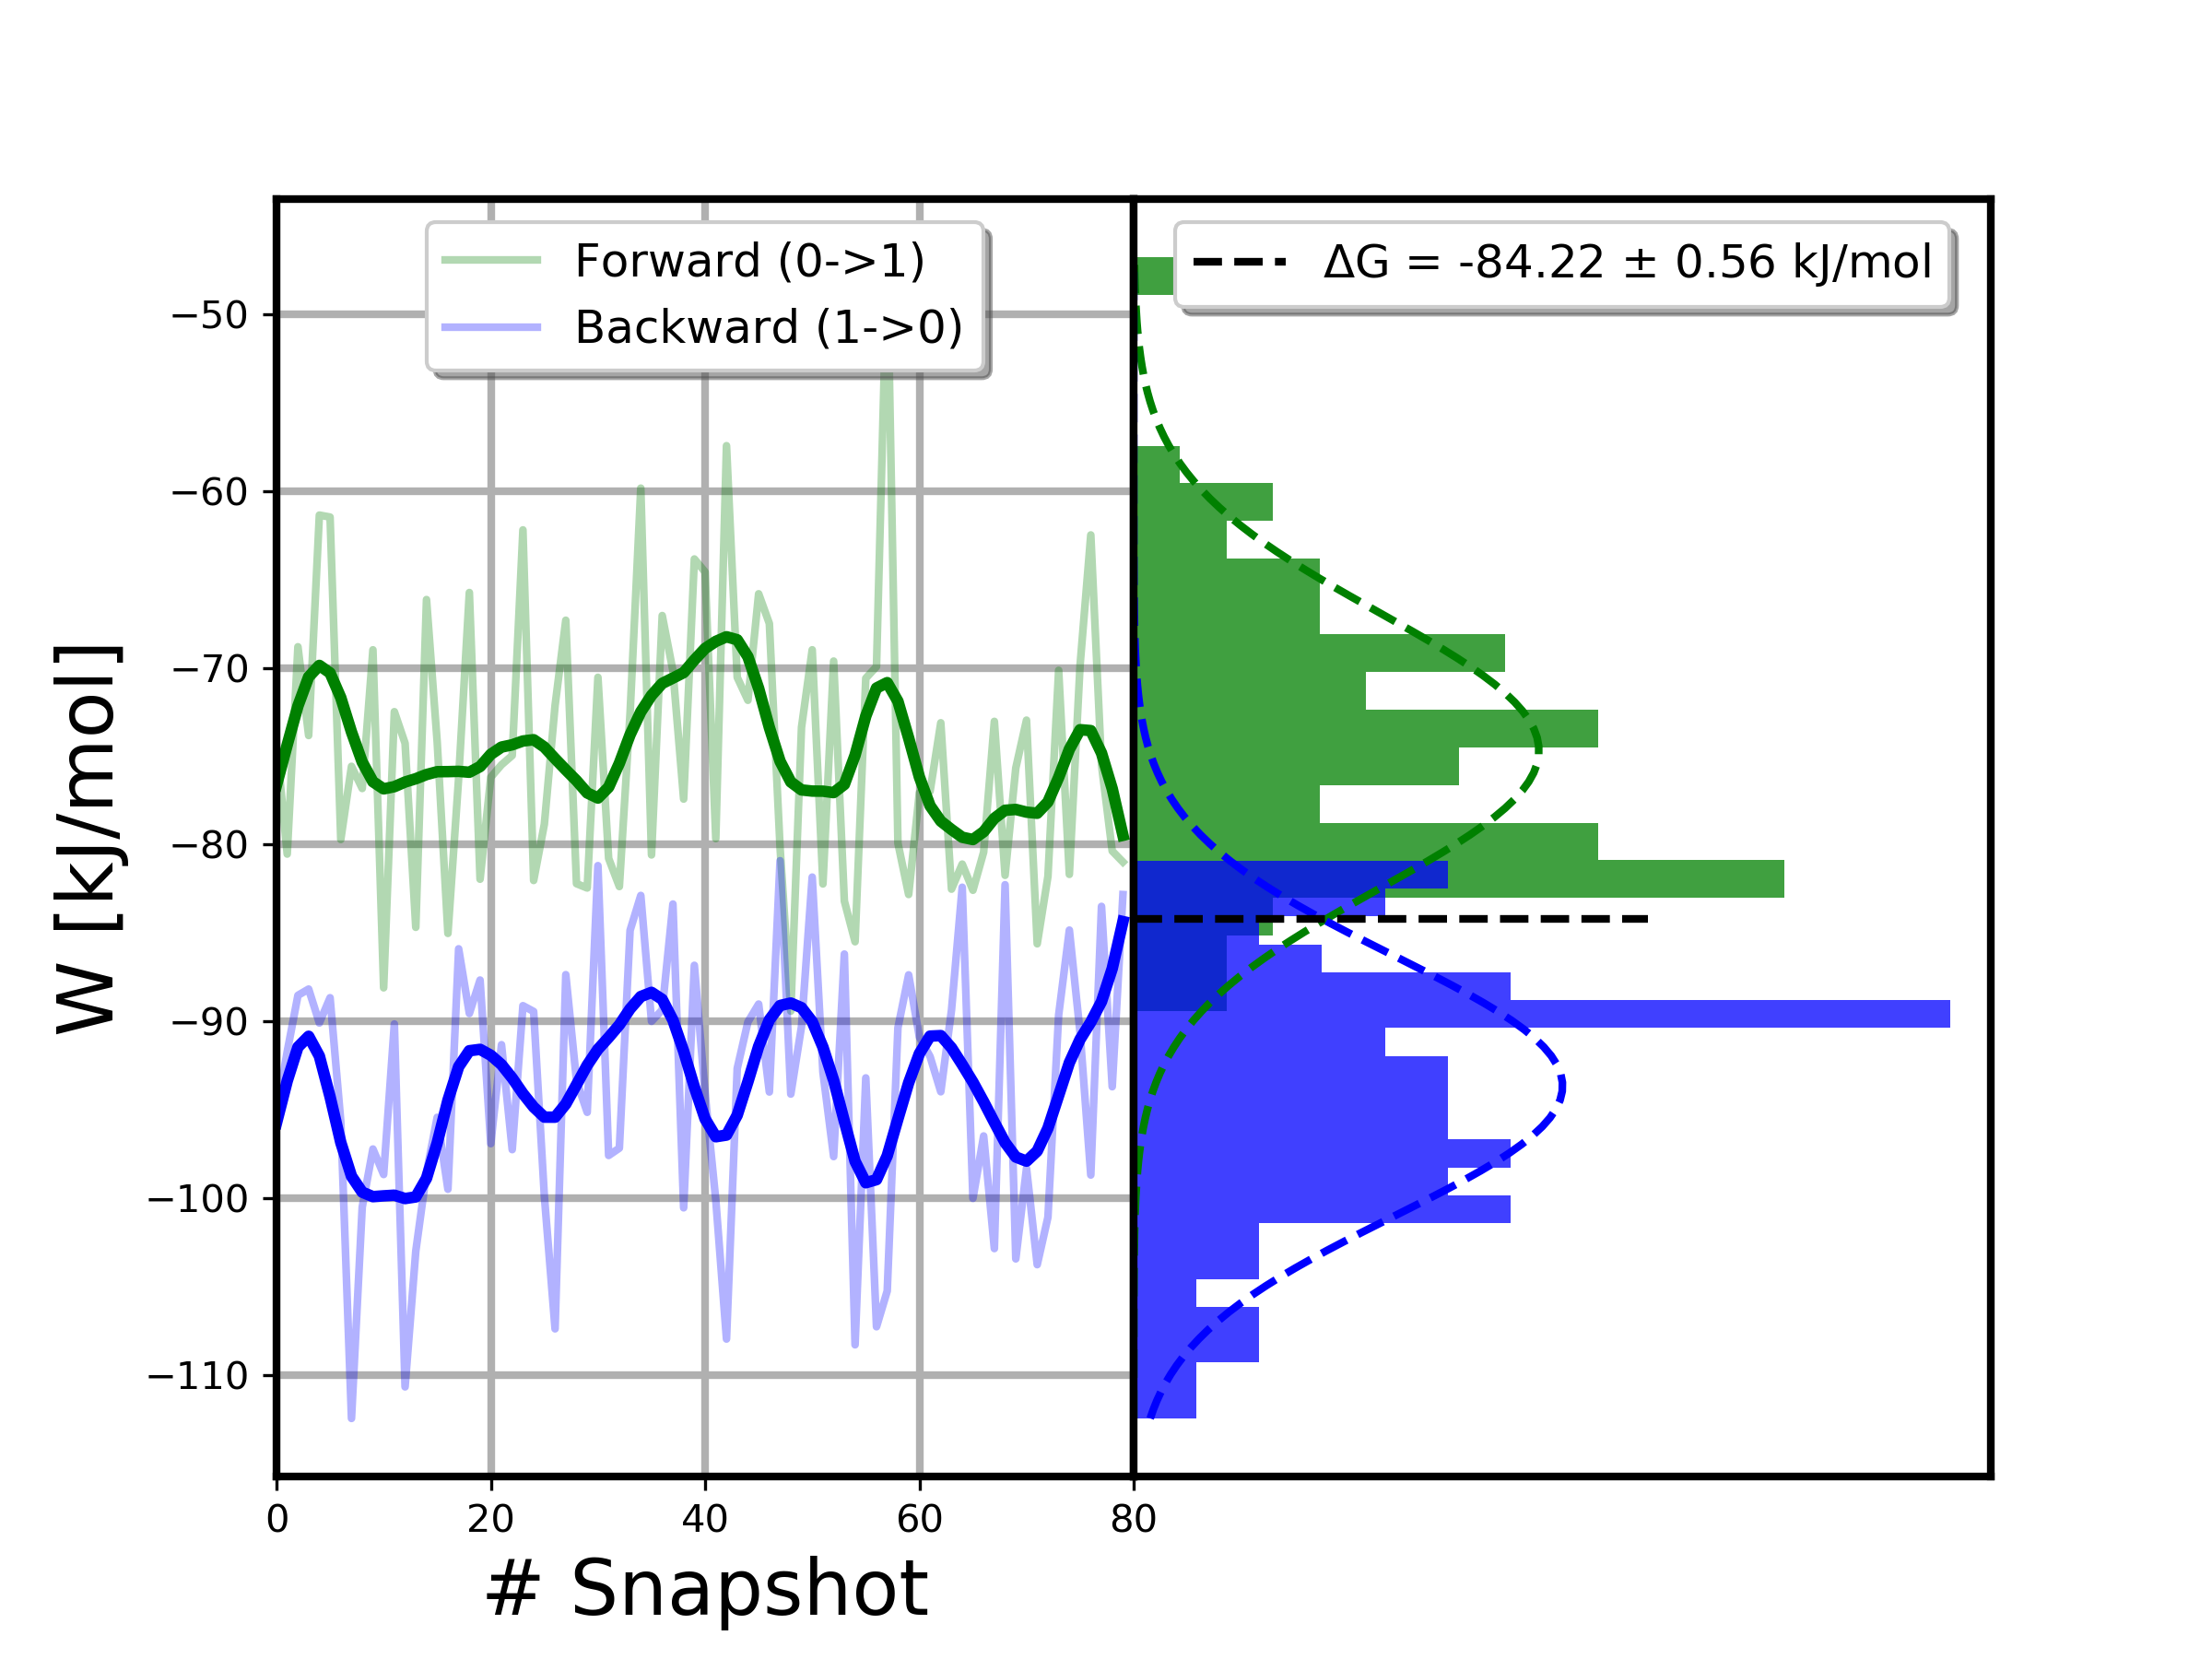 Forward (0->1)
Backward (1->0)
ΔG = -84.22 ± 0.56 kJ/mol
W [kJ/mol]
−50
−60
−70
−80
−90
−100
−110
0 20 40 60 80
# Snapshot